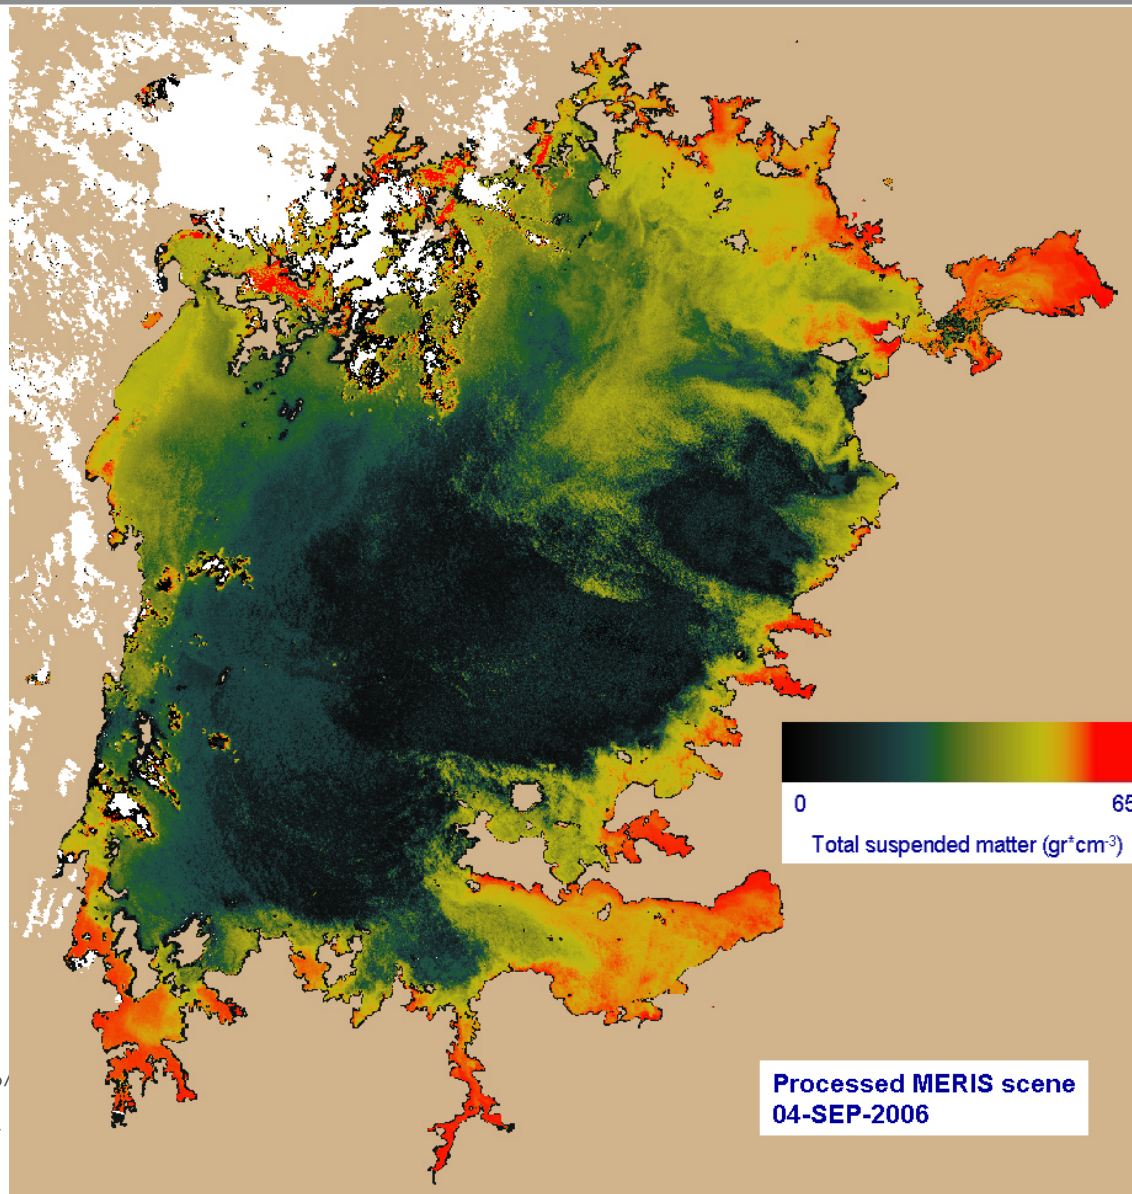 0 65
Total suspended matter (gr*cm-3)
Processed MERIS scene
04-SEP-2006